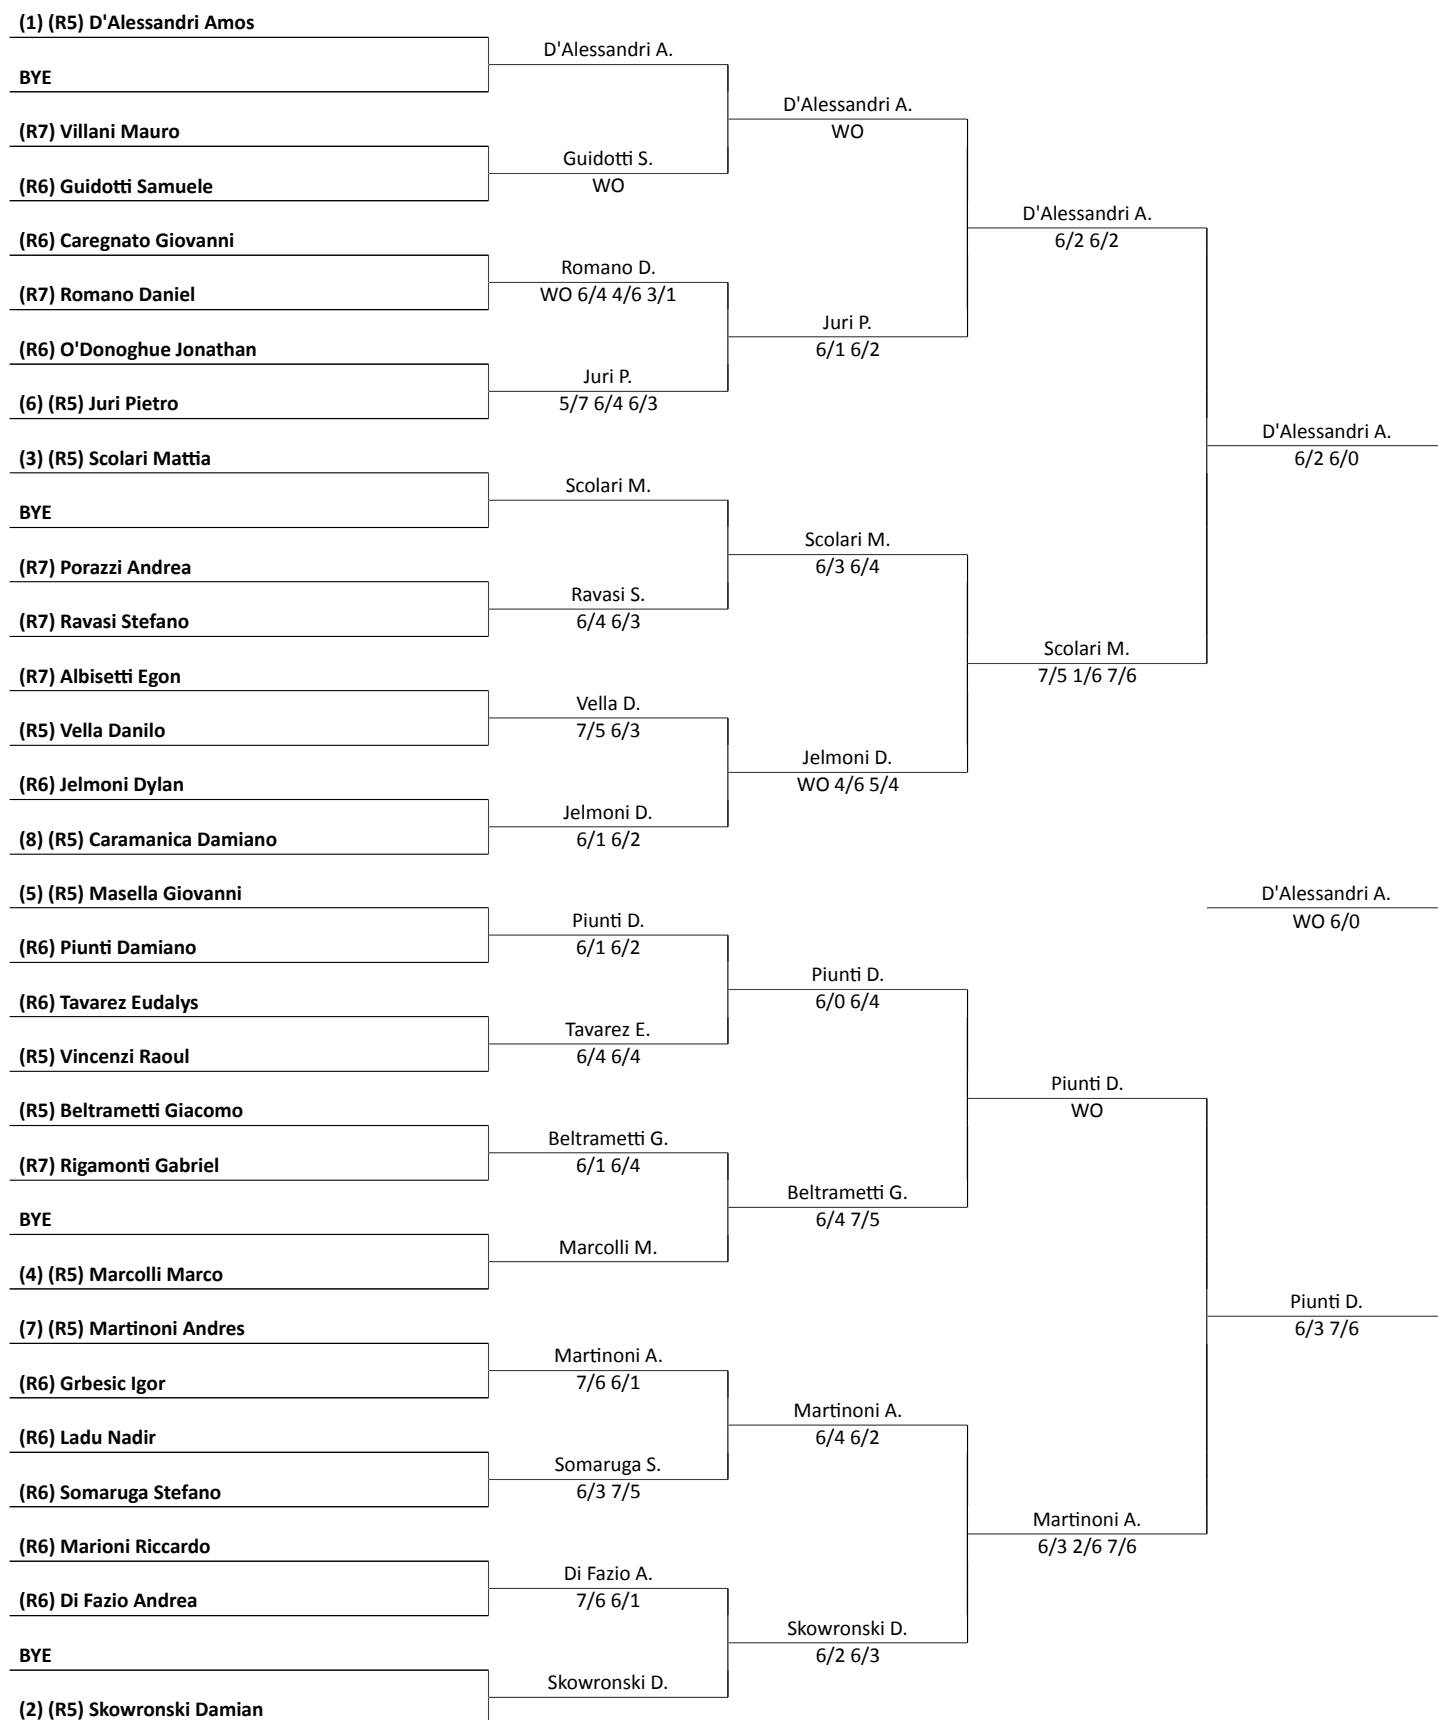 (1) (R5) D'Alessandri Amos
D'Alessandri A.
BYE
D'Alessandri A.
(R7) Villani Mauro
WO
Guidotti S.
(R6) Guidotti Samuele
WO
D'Alessandri A.
(R6) Caregnato Giovanni
6/2 6/2
Romano D.
(R7) Romano Daniel
WO 6/4 4/6 3/1
Juri P.
(R6) O'Donoghue Jonathan
6/1 6/2
Juri P.
(6) (R5) Juri Pietro
5/7 6/4 6/3
D'Alessandri A.
(3) (R5) Scolari Mattia
6/2 6/0
Scolari M.
BYE
Scolari M.
(R7) Porazzi Andrea
6/3 6/4
Ravasi S.
(R7) Ravasi Stefano
6/4 6/3
Scolari M.
(R7) Albisetti Egon
7/5 1/6 7/6
Vella D.
(R5) Vella Danilo
7/5 6/3
Jelmoni D.
(R6) Jelmoni Dylan
WO 4/6 5/4
Jelmoni D.
(8) (R5) Caramanica Damiano
6/1 6/2
(5) (R5) Masella Giovanni
D'Alessandri A.
Piunti D.
WO 6/0
(R6) Piunti Damiano
6/1 6/2
Piunti D.
(R6) Tavarez Eudalys
6/0 6/4
Tavarez E.
(R5) Vincenzi Raoul
6/4 6/4
Piunti D.
(R5) Beltrametti Giacomo
WO
Beltrametti G.
(R7) Rigamonti Gabriel
6/1 6/4
Beltrametti G.
BYE
6/4 7/5
Marcolli M.
(4) (R5) Marcolli Marco
Piunti D.
(7) (R5) Martinoni Andres
6/3 7/6
Martinoni A.
(R6) Grbesic Igor
7/6 6/1
Martinoni A.
(R6) Ladu Nadir
6/4 6/2
Somaruga S.
(R6) Somaruga Stefano
6/3 7/5
Martinoni A.
(R6) Marioni Riccardo
6/3 2/6 7/6
Di Fazio A.
(R6) Di Fazio Andrea
7/6 6/1
Skowronski D.
BYE
6/2 6/3
Skowronski D.
(2) (R5) Skowronski Damian